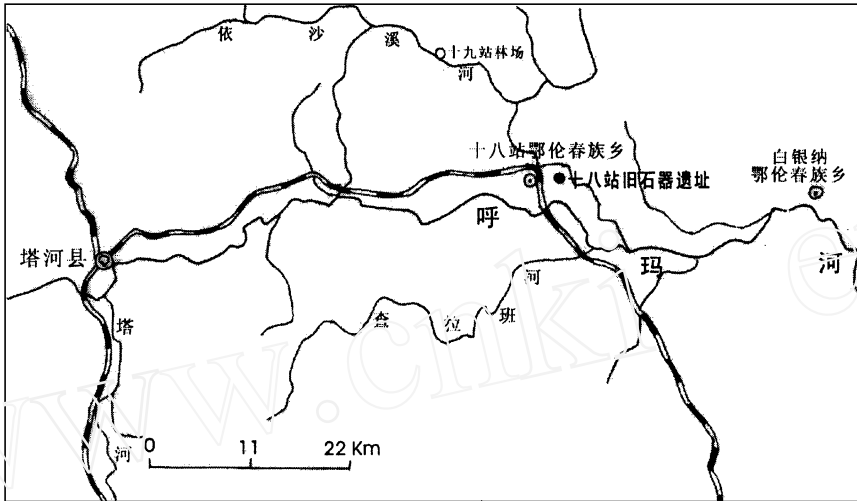 依沙溪河
十九站林场
十八站鄂伦春族乡
十八站旧石器遗址
白银纳
鄂伦春族乡
塔河县
呼玛河
查拉班河
塔河
0 11 22 Km
www.cnki